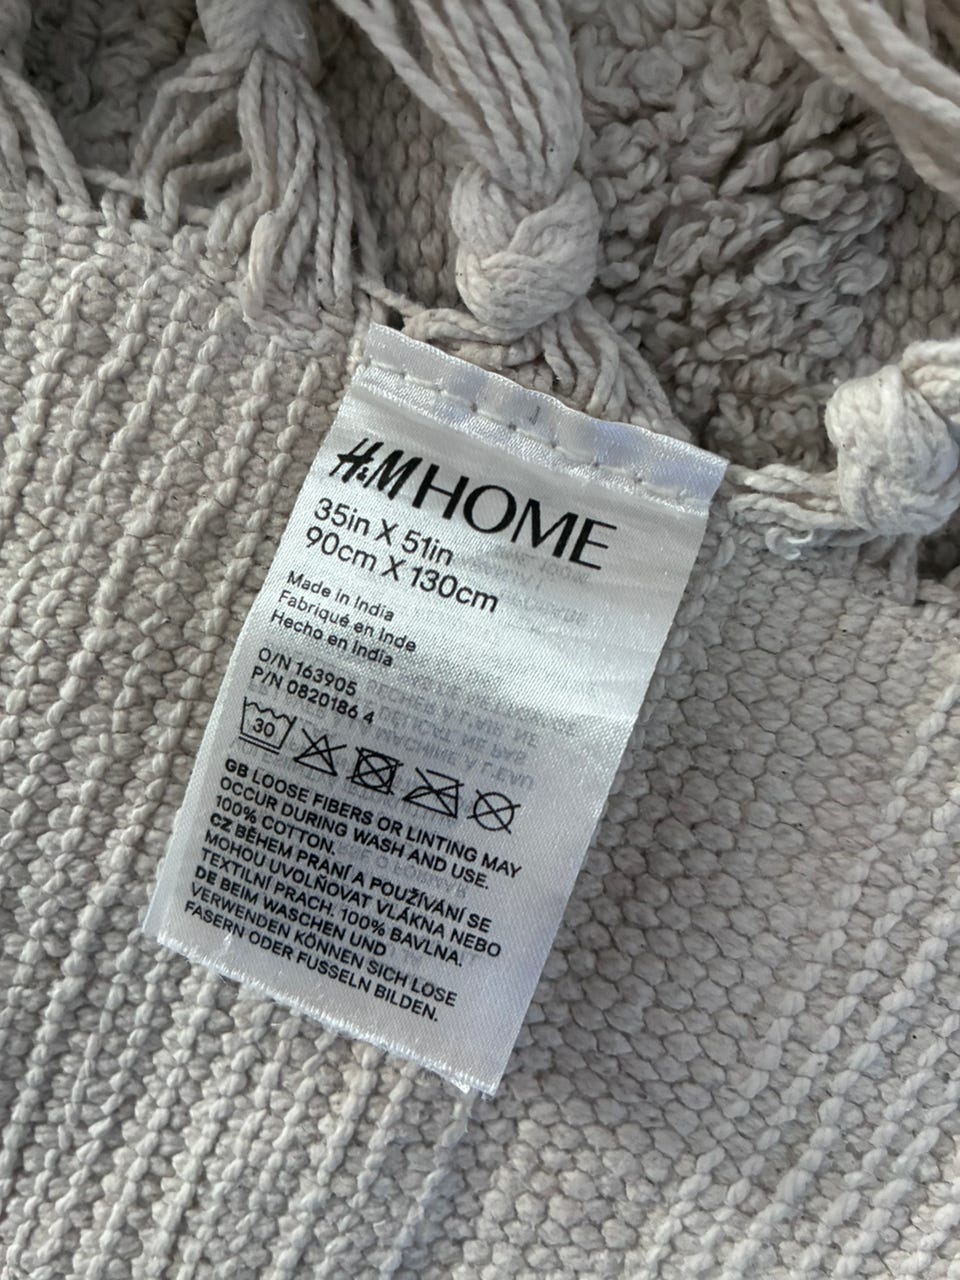 H&M HOME
35in X 51in
90cm X 130cm
Made in India
Fabriqué en Inde
Hecho en India
O/N 163905
P/N 0820186 4
30
GB LOOSE FIBERS OR LINTING MAY
OCCUR DURING WASH AND USE.
100% COTTON.
CZ BĚHEM PRANÍ A POUŽÍVÁNÍ SE
MOHOU UVOLŇOVAT VLÁKNA NEBO
TEXTILNÍ PRACH. 100% BAVLNA.
DE BEIM WASCHEN UND
VERWENDEN KÖNNEN SICH LOSE
FASERN ODER FUSSELN BILDEN.